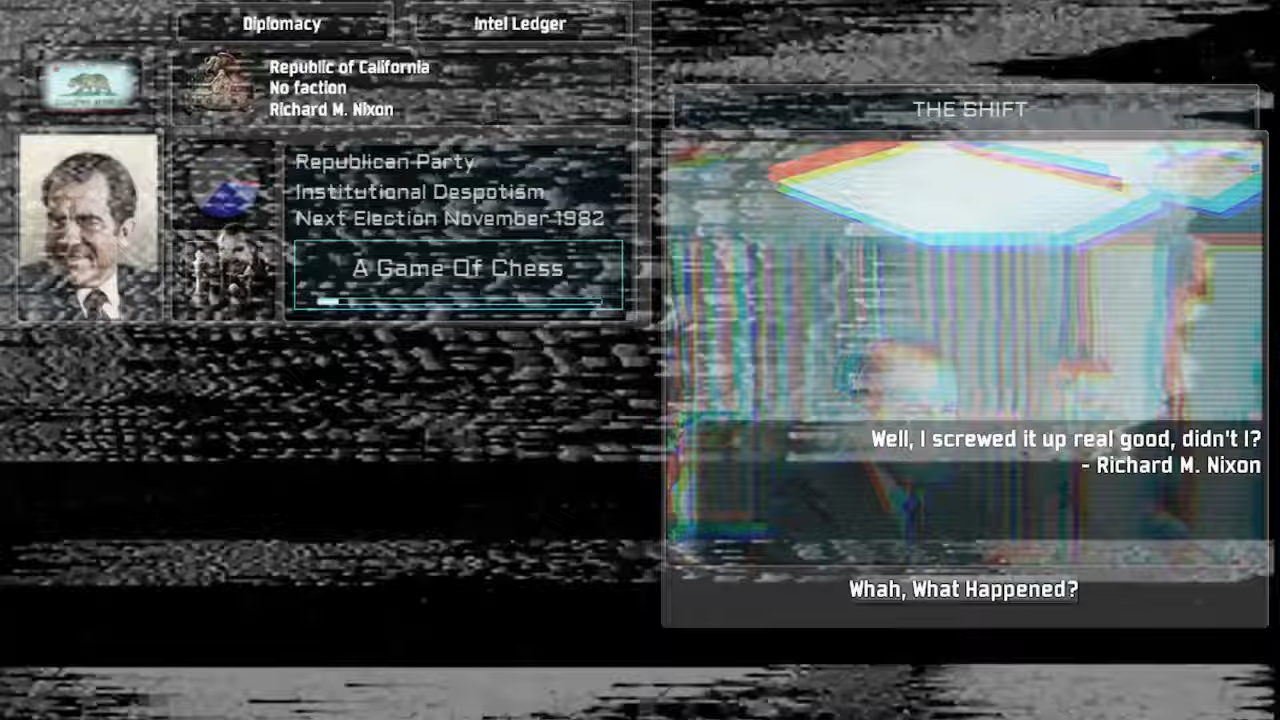 Diplomacy
Intel Ledger
Republic of California
No faction
Richard M. Nixon
Republican Party
Institutional Despotism
Next Election November 1982
A Game Of Chess
THE SHIFT
Well, I screwed it up real good, didn't I?
- Richard M. Nixon
Whah, What Happened?